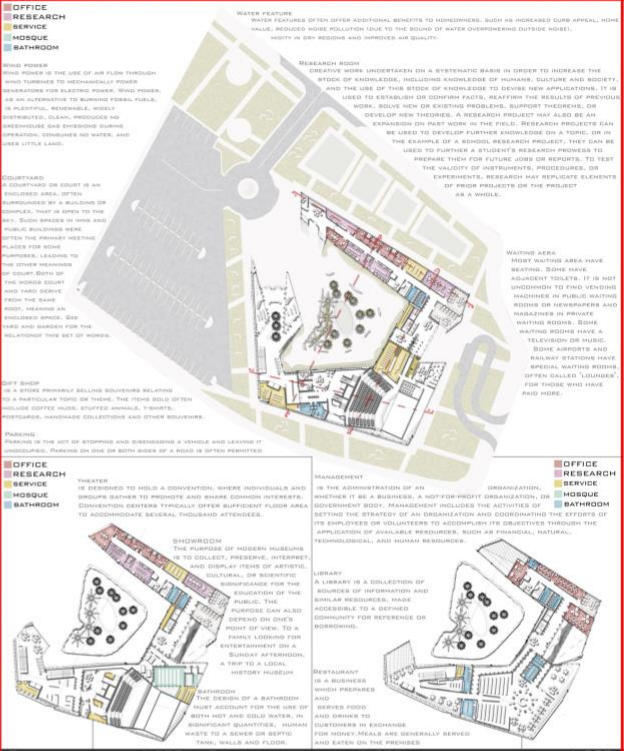 OFFICE
RESEARCH
SERVICE
MOSQUE
BATHROOM
WATER FEATURE
WATER FEATURES OFTEN OFFER ADDITIONAL BENEFITS TO HOMEOWNERS, SUCH AS INCREASED CURB APPEAL, HOME
VALUE, REDUCED NOISE POLLUTION (DUE TO THE SOUND OF WATER OVERPOWERING OUTSIDE NOISE),
MIDITY IN DRY REGIONS AND IMPROVED AIR QUALITY.
WIND POWER
WIND POWER IS THE USE OF AIR FLOW THROUGH
WIND TURBINES TO MECHANICALLY POWER
GENERATORS FOR ELECTRIC POWER. WIND POWER,
AS AN ALTERNATIVE TO BURNING FOSSIL FUELS,
IS PLENTIFUL, RENEWABLE, WIDELY
DISTRIBUTED, CLEAN, PRODUCES NO
GREENHOUSE GAS EMISSIONS DURING
OPERATION, CONSUMES NO WATER, AND
USES LITTLE LAND.
RESEARCH ROOM
CREATIVE WORK UNDERTAKEN ON A SYSTEMATIC BASIS IN ORDER TO INCREASE THE
STOCK OF KNOWLEDGE, INCLUDING KNOWLEDGE OF HUMANS, CULTURE AND SOCIETY,
AND THE USE OF THIS STOCK OF KNOWLEDGE TO DEVISE NEW APPLICATIONS. IT IS
USED TO ESTABLISH OR CONFIRM FACTS, REAFFIRM THE RESULTS OF PREVIOUS
WORK, SOLVE NEW OR EXISTING PROBLEMS, SUPPORT THEOREMS, OR
DEVELOP NEW THEORIES. A RESEARCH PROJECT MAY ALSO BE AN
EXPANSION ON PAST WORK IN THE FIELD. RESEARCH PROJECTS CAN
BE USED TO DEVELOP FURTHER KNOWLEDGE ON A TOPIC, OR IN
THE EXAMPLE OF A SCHOOL RESEARCH PROJECT, THEY CAN BE
USED TO FURTHER A STUDENT'S RESEARCH PROWESS TO
PREPARE THEM FOR FUTURE JOBS OR REPORTS. TO TEST
THE VALIDITY OF INSTRUMENTS, PROCEDURES, OR
EXPERIMENTS, RESEARCH MAY REPLICATE ELEMENTS
OF PRIOR PROJECTS OR THE PROJECT
AS A WHOLE.
COURTYARD
A COURTYARD OR COURT IS AN
ENCLOSED AREA, OFTEN
SURROUNDED BY A BUILDING OR
COMPLEX, THAT IS OPEN TO THE
SKY. SUCH SPACES IN INNS AND
PUBLIC BUILDINGS WERE
OFTEN THE PRIMARY MEETING
PLACES FOR SOME
PURPOSES, LEADING TO
THE OTHER MEANINGS
OF COURT.BOTH OF
THE WORDS COURT
AND YARD DERIVE
FROM THE SAME
ROOT, MEANING AN
ENCLOSED SPACE. SEE
YARD AND GARDEN FOR THE
RELATIONOF THIS SET OF WORDS.
WAITING AERA
MOST WAITING AREA HAVE
SEATING. SOME HAVE
ADJACENT TOILETS. IT IS NOT
UNCOMMON TO FIND VENDING
MACHINES IN PUBLIC WAITING
ROOMS OR NEWSPAPERS AND
MAGAZINES IN PRIVATE
WAITING ROOMS. SOME
WAITING ROOMS HAVE A
TELEVISION OR MUSIC.
SOME AIRPORTS AND
RAILWAY STATIONS HAVE
SPECIAL WAITING ROOMS,
OFTEN CALLED 'LOUNGES',
FOR THOSE WHO HAVE
PAID MORE.
GIFT SHOP
IS A STORE PRIMARILY SELLING SOUVENIRS RELATING
TO A PARTICULAR TOPIC OR THEME. THE ITEMS SOLD OFTEN
INCLUDE COFFEE MUGS, STUFFED ANIMALS, T-SHIRTS,
POSTCARDS, HANDMADE COLLECTIONS AND OTHER SOUVENIRS.
PARKING
PARKING IS THE ACT OF STOPPING AND DISENGAGING A VEHICLE AND LEAVING IT
UNOCCUPIED. PARKING ON ONE OR BOTH SIDES OF A ROAD IS OFTEN PERMITTED
OFFICE
RESEARCH
SERVICE
MOSQUE
BATHROOM
THEATER
IS DESIGNED TO HOLD A CONVENTION, WHERE INDIVIDUALS AND
GROUPS GATHER TO PROMOTE AND SHARE COMMON INTERESTS.
CONVENTION CENTERS TYPICALLY OFFER SUFFICIENT FLOOR AREA
TO ACCOMMODATE SEVERAL THOUSAND ATTENDEES.
SHOWROOM
THE PURPOSE OF MODERN MUSEUMS
IS TO COLLECT, PRESERVE, INTERPRET,
AND DISPLAY ITEMS OF ARTISTIC,
CULTURAL, OR SCIENTIFIC
SIGNIFICANCE FOR THE
EDUCATION OF THE
PUBLIC. THE
PURPOSE CAN ALSO
DEPEND ON ONE'S
POINT OF VIEW. TO A
FAMILY LOOKING FOR
ENTERTAINMENT ON A
SUNDAY AFTERNOON,
A TRIP TO A LOCAL
HISTORY MUSEUM
BATHROOM
THE DESIGN OF A BATHROOM
MUST ACCOUNT FOR THE USE OF
BOTH HOT AND COLD WATER, IN
SIGNIFICANT QUANTITIES, HUMAN
WASTE TO A SEWER OR SEPTIC
TANK, WALLS AND FLOOR.
MANAGEMENT
IS THE ADMINISTRATION OF AN ORGANIZATION,
WHETHER IT BE A BUSINESS, A NOT-FOR-PROFIT ORGANIZATION, OR
GOVERNMENT BODY. MANAGEMENT INCLUDES THE ACTIVITIES OF
SETTING THE STRATEGY OF AN ORGANIZATION AND COORDINATING THE EFFORTS OF
ITS EMPLOYEES OR VOLUNTEERS TO ACCOMPLISH ITS OBJECTIVES THROUGH THE
APPLICATION OF AVAILABLE RESOURCES, SUCH AS FINANCIAL, NATURAL,
TECHNOLOGICAL, AND HUMAN RESOURCES.
OFFICE
RESEARCH
SERVICE
MOSQUE
BATHROOM
LIBRARY
A LIBRARY IS A COLLECTION OF
SOURCES OF INFORMATION AND
SIMILAR RESOURCES, MADE
ACCESSIBLE TO A DEFINED
COMMUNITY FOR REFERENCE OR
BORROWING.
RESTAURANT
IS A BUSINESS
WHICH PREPARES
AND
SERVES FOOD
AND DRINKS TO
CUSTOMERS IN EXCHANGE
FOR MONEY.MEALS ARE GENERALLY SERVED
AND EATEN ON THE PREMISES